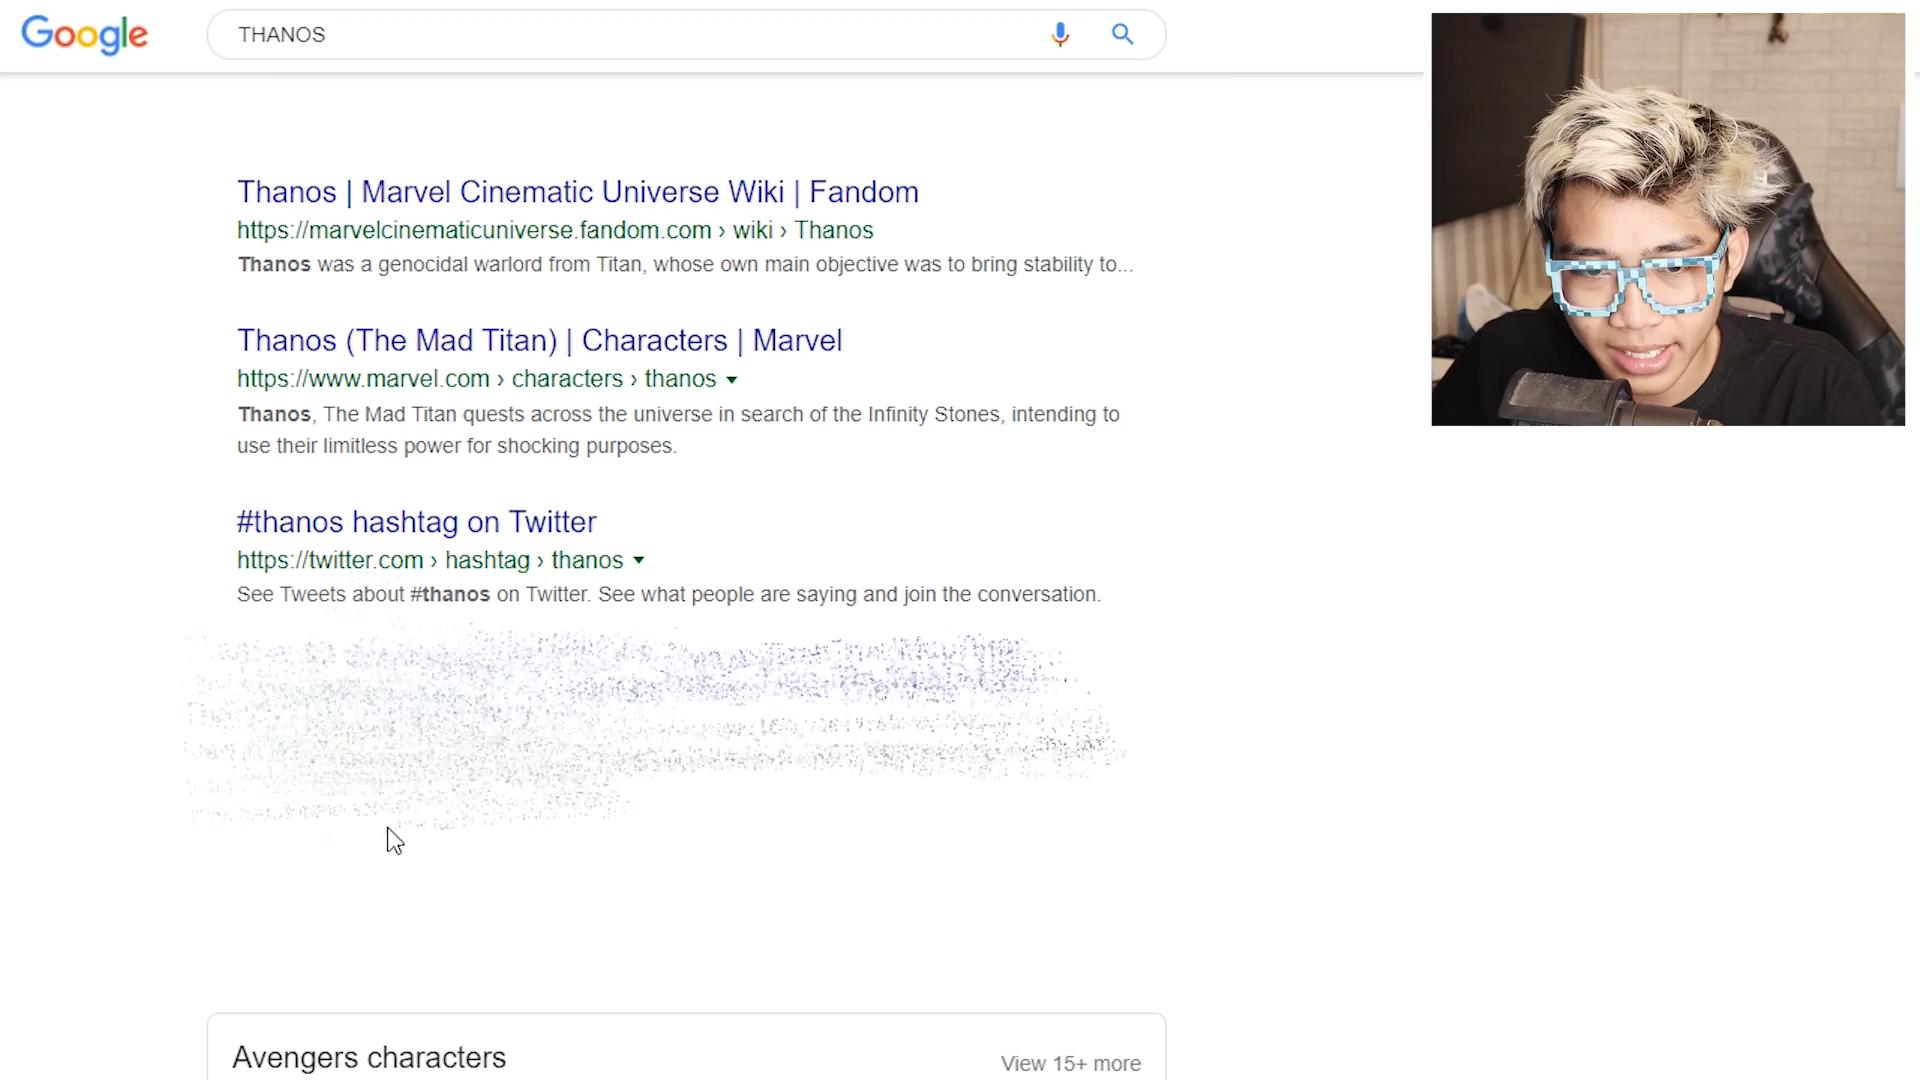 Google
THANOS
Thanos | Marvel Cinematic Universe Wiki | Fandom
https://marvelcinematicuniverse.fandom.com › wiki › Thanos
Thanos was a genocidal warlord from Titan, whose own main objective was to bring stability to...
Thanos (The Mad Titan) | Characters | Marvel
https://www.marvel.com › characters › thanos
Thanos, The Mad Titan quests across the universe in search of the Infinity Stones, intending to
use their limitless power for shocking purposes.
#thanos hashtag on Twitter
https://twitter.com › hashtag › thanos
See Tweets about #thanos on Twitter. See what people are saying and join the conversation.
Avengers characters
View 15+ more